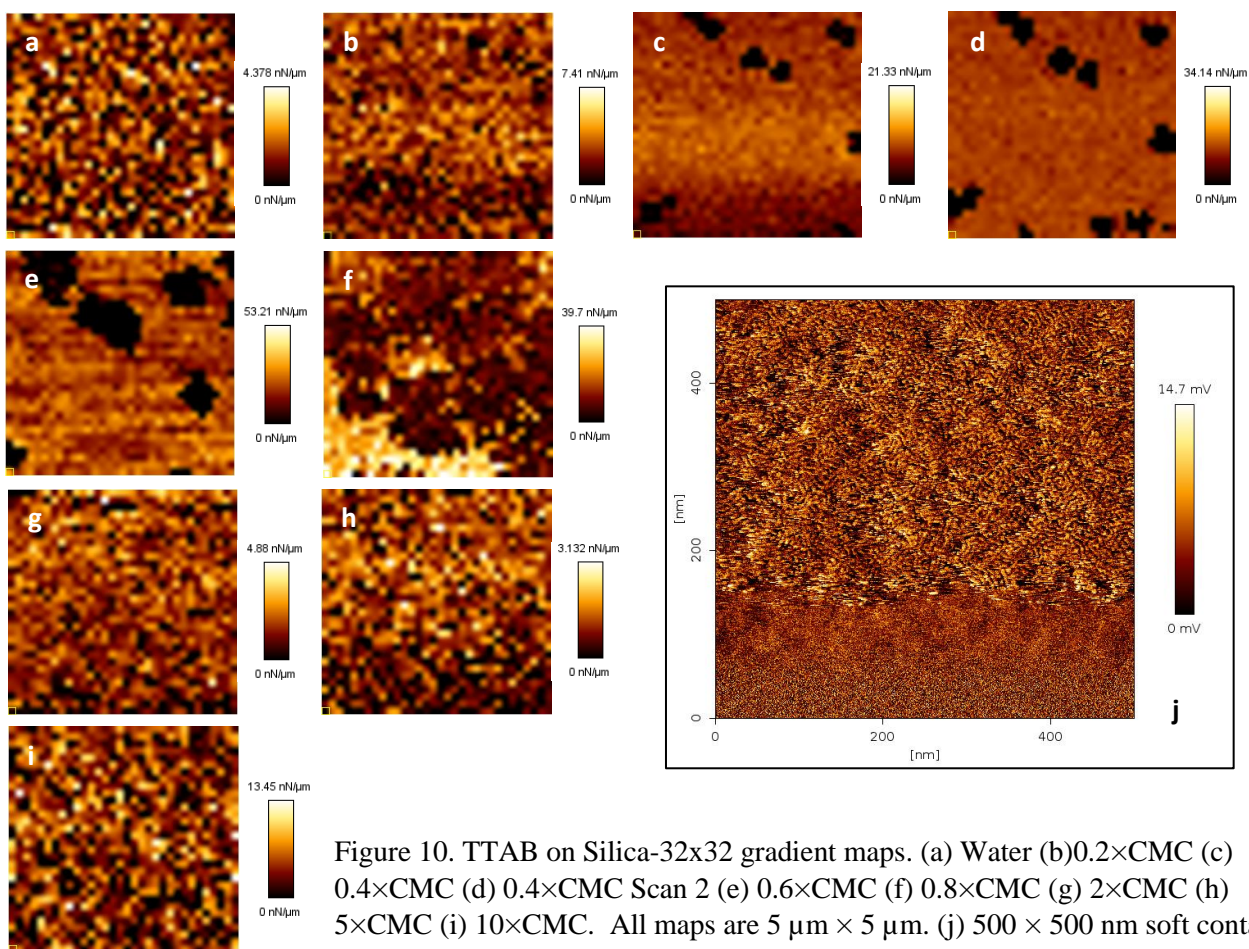 a
4.378 nN/µm
0 nN/µm
b
7.41 nN/µm
0 nN/µm
c
21.33 nN/µm
0 nN/µm
d
34.14 nN/µm
0 nN/µm
e
53.21 nN/µm
0 nN/µm
f
39.7 nN/µm
0 nN/µm
g
4.88 nN/µm
0 nN/µm
h
3.132 nN/µm
0 nN/µm
i
13.45 nN/µm
0 nN/µm
400
[nm]
200
0
0
200
400
[nm]
14.7 mV
0 mV
j
Figure 10. TTAB on Silica-32x32 gradient maps. (a) Water (b)0.2×CMC (c)
0.4×CMC (d) 0.4×CMC Scan 2 (e) 0.6×CMC (f) 0.8×CMC (g) 2×CMC (h)
5×CMC (i) 10×CMC. All maps are 5 µm × 5 µm. (j) 500 × 500 nm soft